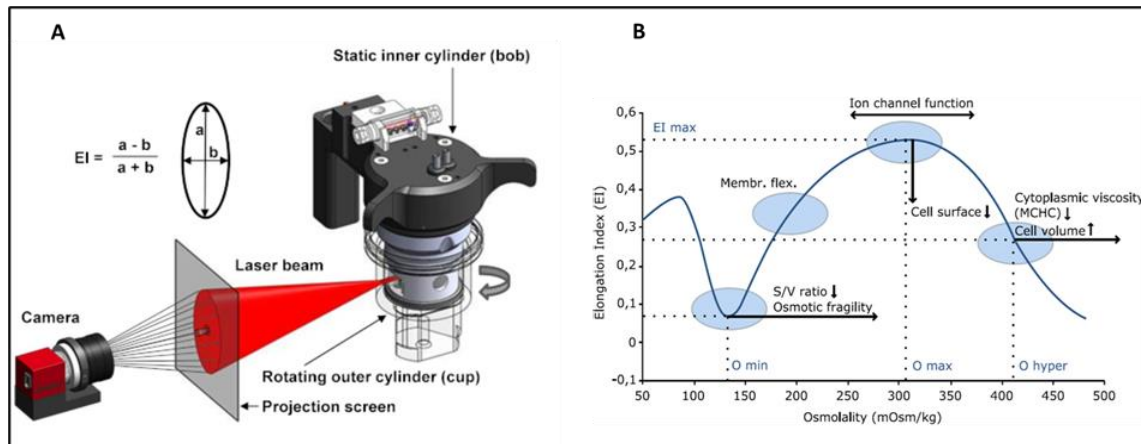 A
Static inner cylinder (bob)
EI = a - b
a + b
a
b
Laser beam
Camera
Rotating outer cylinder (cup)
Projection screen
B
Ion channel function
0,6
EI max
0,5
Membr. flex.
0,4
Cytoplasmic viscosity
(MCHC) ↓
Cell surface ↓
Cell volume ↑
0,3
0,2
S/V ratio ↓
Osmotic fragility
0,1
0
O min
O max
O hyper
-0,1
50
100
150
200
250
300
350
400
450
500
Elongation Index (EI)
Osmolality (mOsm/kg)